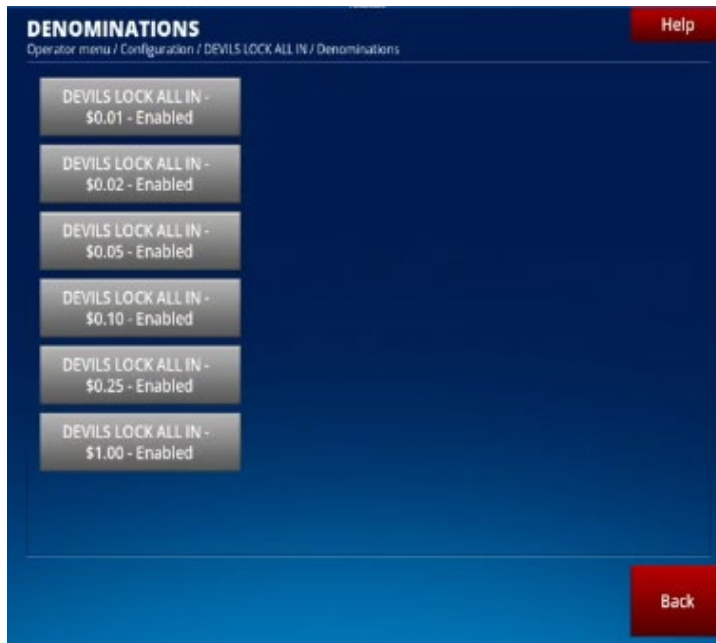 DENOMINATIONS
Help
Operator menu / Configuration / DEVILS LOCK ALL IN / Denominations
DEVILS LOCK ALL IN -
$0.01 - Enabled
DEVILS LOCK ALL IN -
$0.02 - Enabled
DEVILS LOCK ALL IN -
$0.05 - Enabled
DEVILS LOCK ALL IN -
$0.10 - Enabled
DEVILS LOCK ALL IN -
$0.25 - Enabled
DEVILS LOCK ALL IN -
$1.00 - Enabled
Back